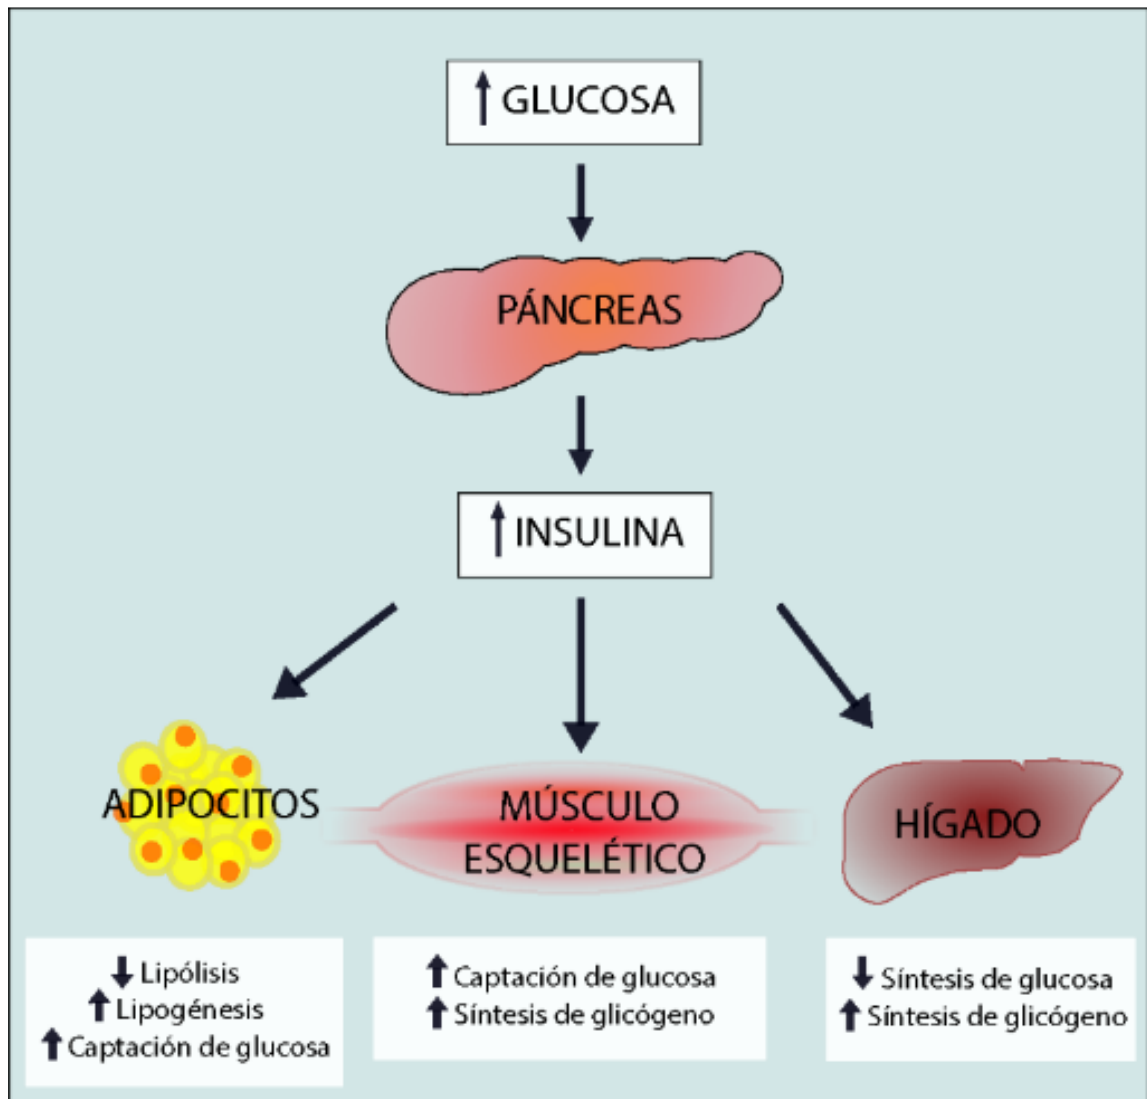 ↑ GLUCOSA
PÁNCREAS
↑ INSULINA
ADIPOCITOS
MÚSCULO
ESQUELÉTICO
HÍGADO
↓ Lipólisis
↑ Lipogénesis
↑ Captación de glucosa
↑ Captación de glucosa
↑ Síntesis de glicógeno
↓ Síntesis de glucosa
↑ Síntesis de glicógeno